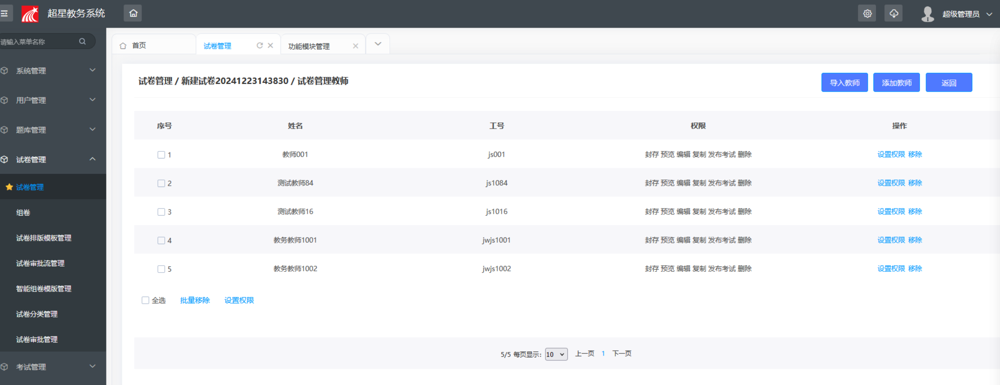 超星教务系统
超级管理员
请输入菜单名称
首页
试卷管理
功能模块管理
系统管理
用户管理
题库管理
试卷管理
试卷管理
组卷
试卷排版模板管理
试卷审批流管理
智能组卷模版管理
试卷分类管理
试卷审批管理
考试管理
试卷管理 / 新建试卷20241223143830 / 试卷管理教师
导入教师 添加教师 返回
序号 姓名 工号 权限 操作
1 教师001 js001 封存 预览 编辑 复制 发布考试 删除 设置权限 移除
2 测试教师84 js1084 封存 预览 编辑 复制 发布考试 删除 设置权限 移除
3 测试教师16 js1016 封存 预览 编辑 复制 发布考试 删除 设置权限 移除
4 教务教师1001 jwjs1001 封存 预览 编辑 复制 发布考试 删除 设置权限 移除
5 教务教师1002 jwjs1002 封存 预览 编辑 复制 发布考试 删除 设置权限 移除
全选 批量移除 设置权限
5/5 每页显示: 10 上一页 1 下一页